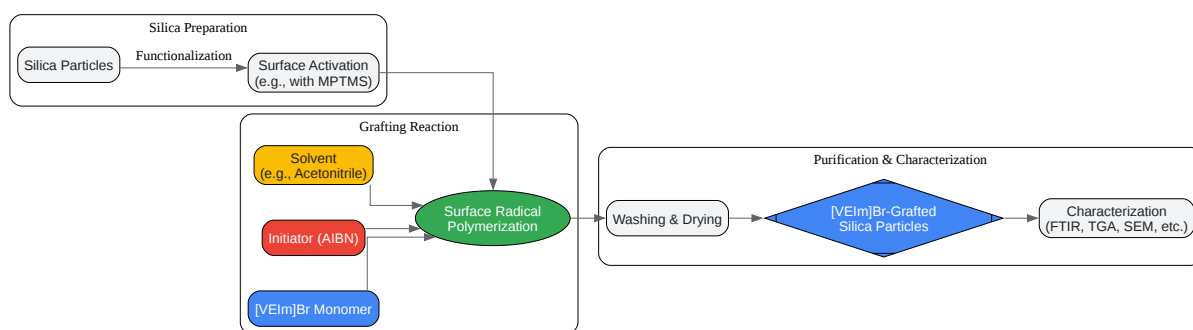 Silica Preparation
Silica Particles
Functionalization
Surface Activation
(e.g., with MPTMS)
Grafting Reaction
Solvent
(e.g., Acetonitrile)
Initiator (AIBN)
[VEIm]Br Monomer
Surface Radical
Polymerization
Purification & Characterization
Washing & Drying
[VEIm]Br-Grafted
Silica Particles
Characterization
(FTIR, TGA, SEM, etc.)